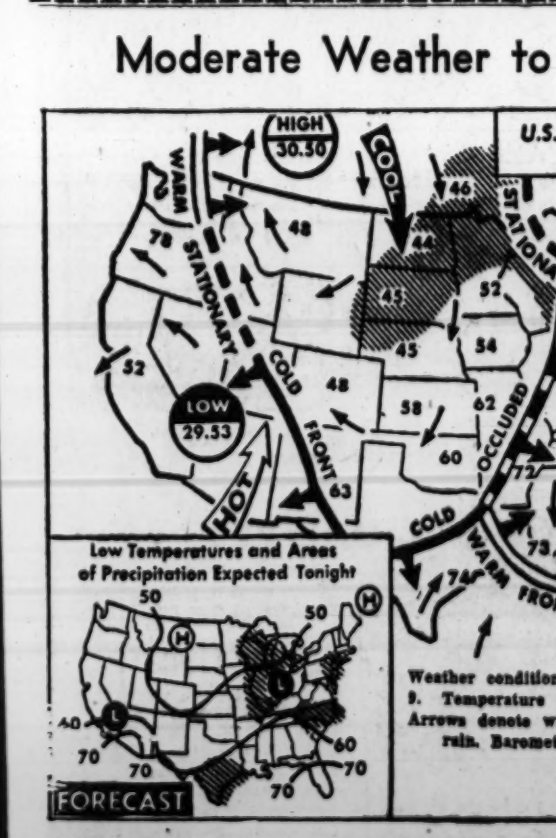 Moderate Weather to
HIGH
30.50
COOL
U.S.
WARM
46
STATIONA
78
48
44
STATIONARY
45
52
52
45
54
COLD
LOW
29.53
48
58
62
FRONT
OCCLUDED
60
HOT
63
72
COLD
WARM
FRO
73
74
Low Temperatures and Areas
of Precipitation Expected Tonight
50
50
H
H
L
L
60
70
70
60
70
70
FORECAST
Weather condition
9. Temperature
Arrows denote w
rain. Baromet